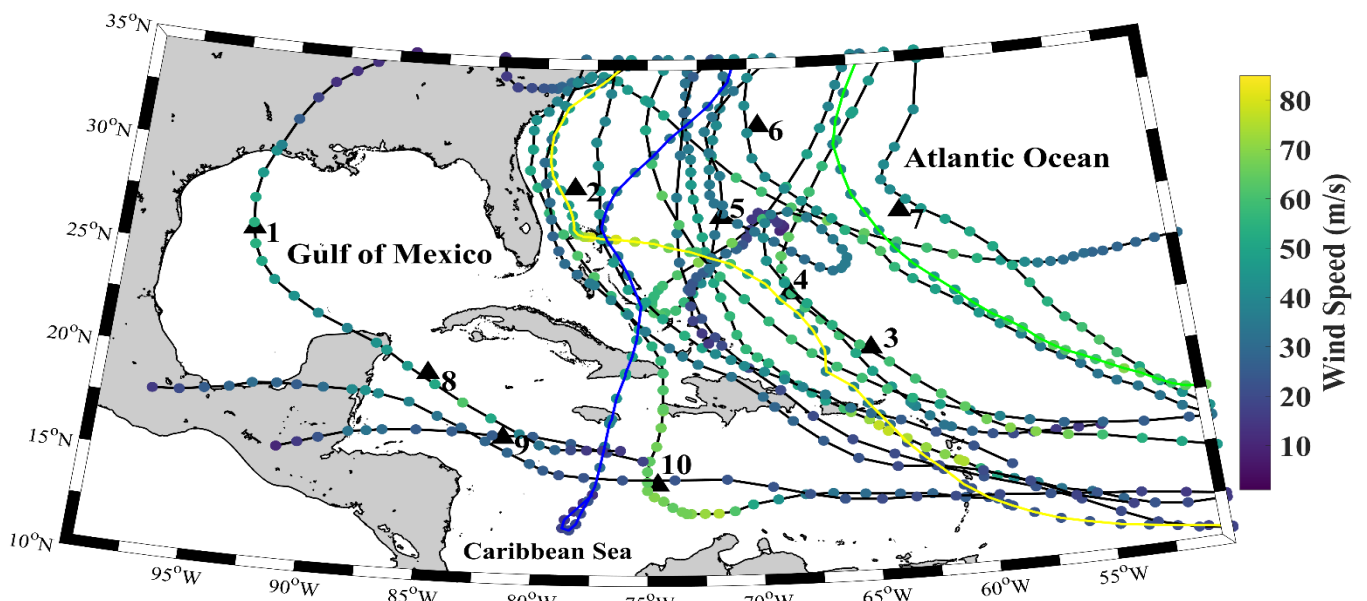 35°N
30°N
25°N
20°N
15°N
10°N
95°W
90°W
85°W
80°W
75°W
70°W
65°W
60°W
55°W
Gulf of Mexico
Atlantic Ocean
Caribbean Sea
1
2
3
4
5
6
7
8
9
10
80
70
60
50
40
30
20
10
Wind Speed (m/s)